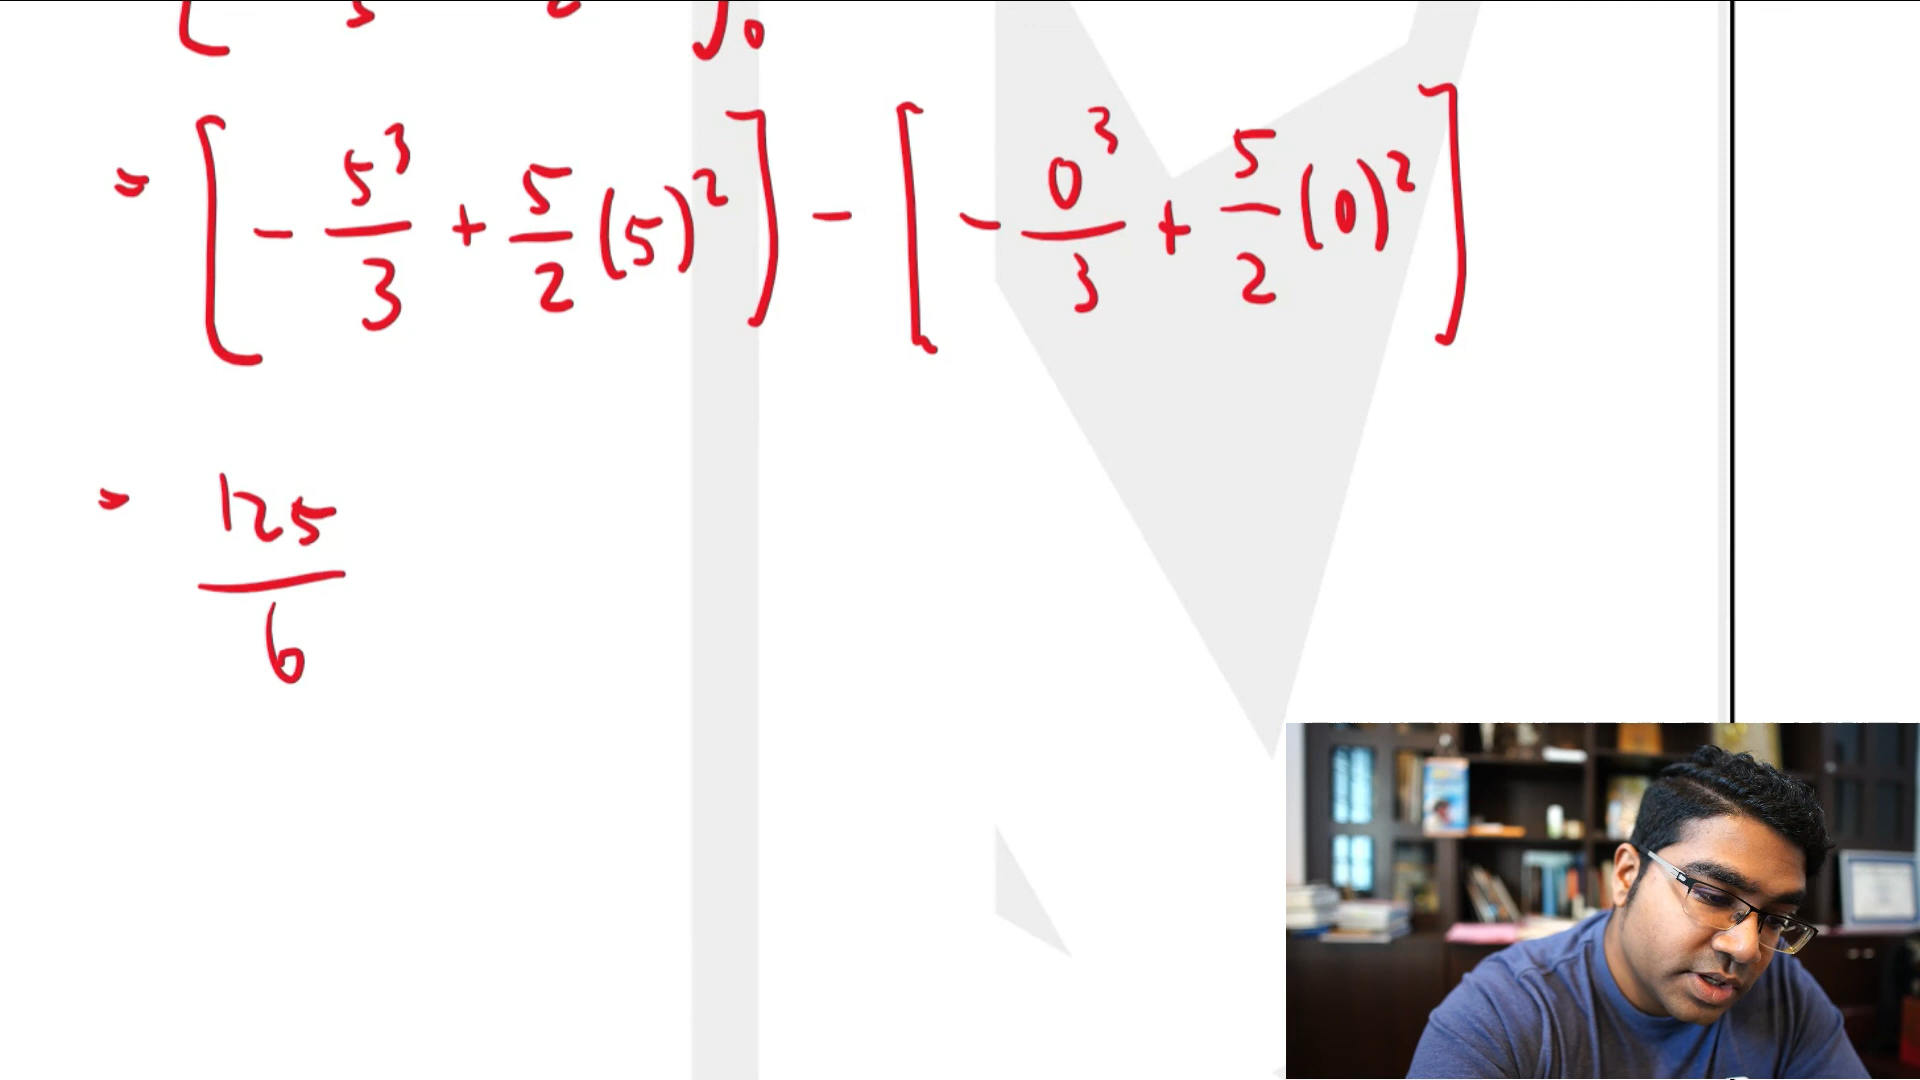 = [ - 5³/3 + 5/2 (5)² ] - [ - 0³/3 + 5/2 (0)² ]
= 125/6